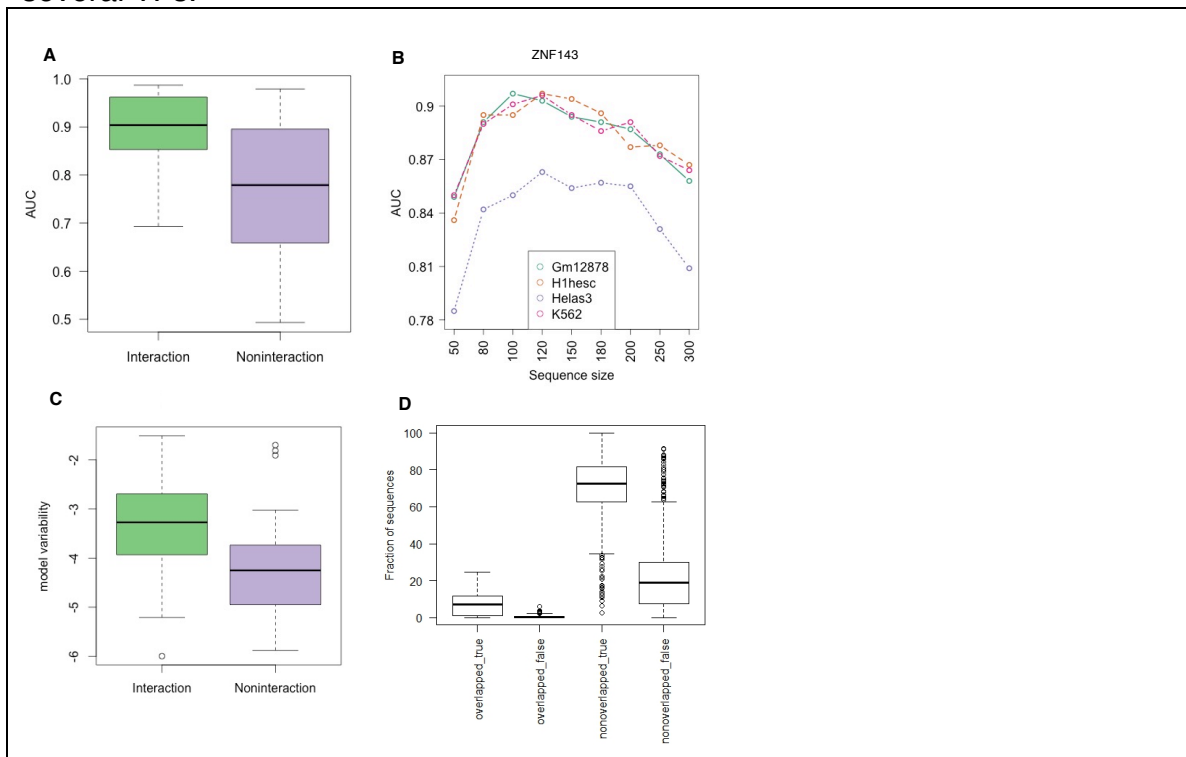 A
AUC
1.0
0.9
0.8
0.7
0.6
0.5
Interaction
Noninteraction
B
ZNF143
AUC
0.9
0.87
0.84
0.81
0.78
Gm12878
H1hesc
Helas3
K562
50
80
100
120
150
180
200
250
300
Sequence size
C
model variability
-2
-3
-4
-5
-6
Interaction
Noninteraction
D
Fraction of sequences
100
80
60
40
20
0
overlapped_true
overlapped_false
nonoverlapped_true
nonoverlapped_false